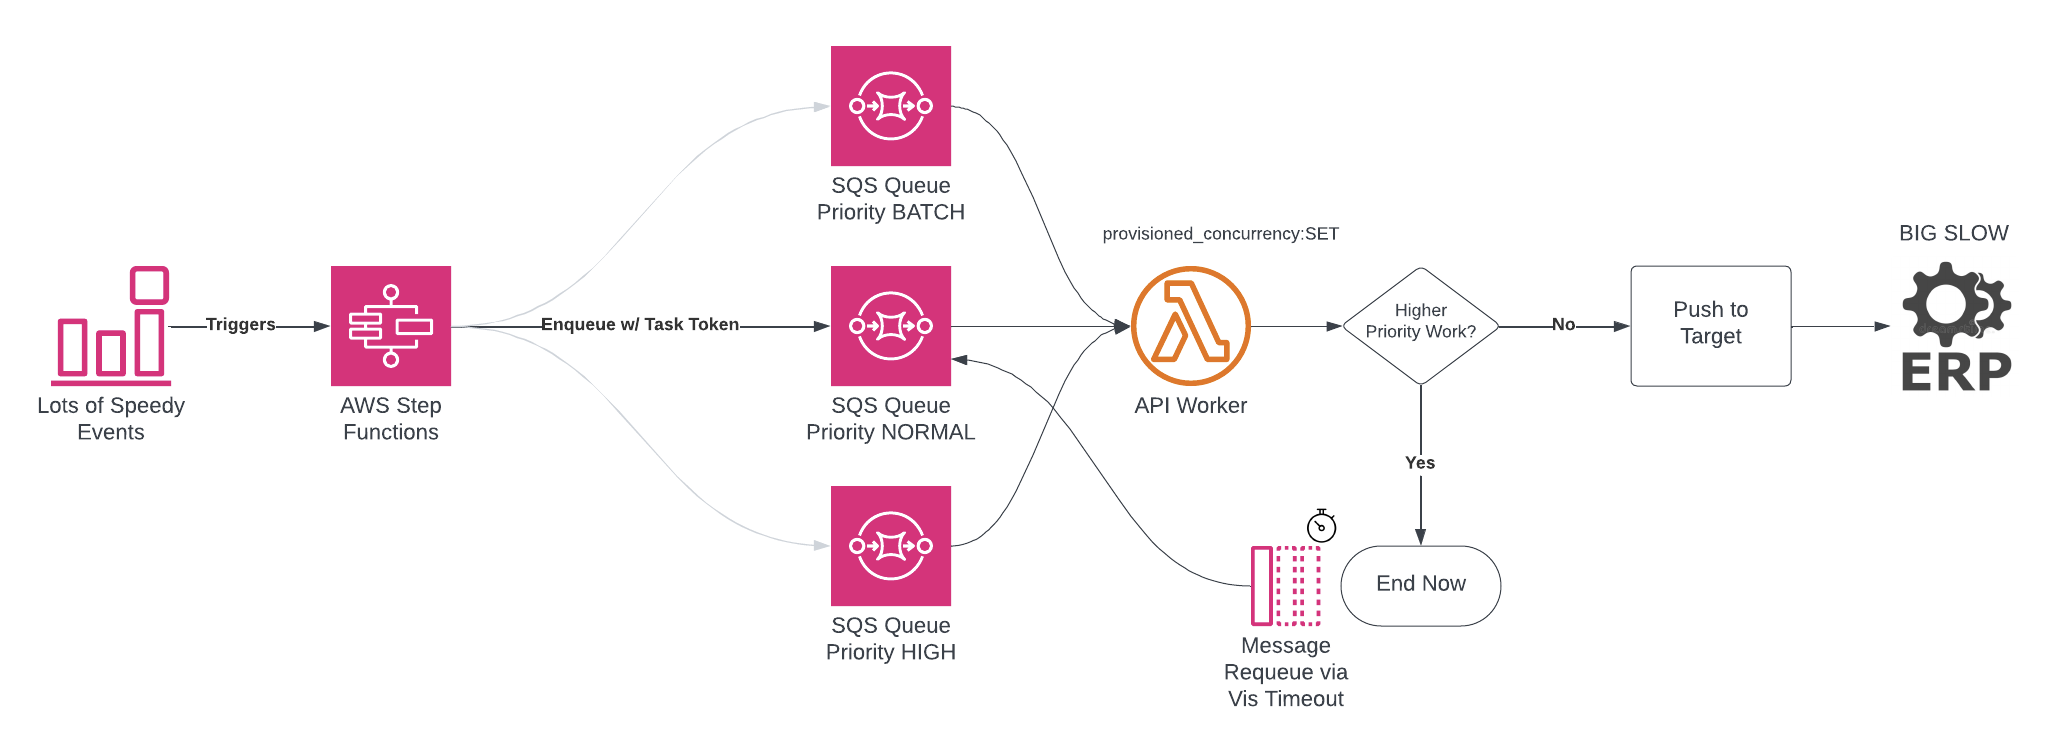 Lots of Speedy
Events
Triggers
AWS Step
Functions
Enqueue w/ Task Token
SQS Queue
Priority BATCH
SQS Queue
Priority NORMAL
SQS Queue
Priority HIGH
provisioned_concurrency:SET
API Worker
Higher
Priority Work?
No
Yes
Push to
Target
BIG SLOW
ERP
End Now
Message
Requeue via
Vis Timeout